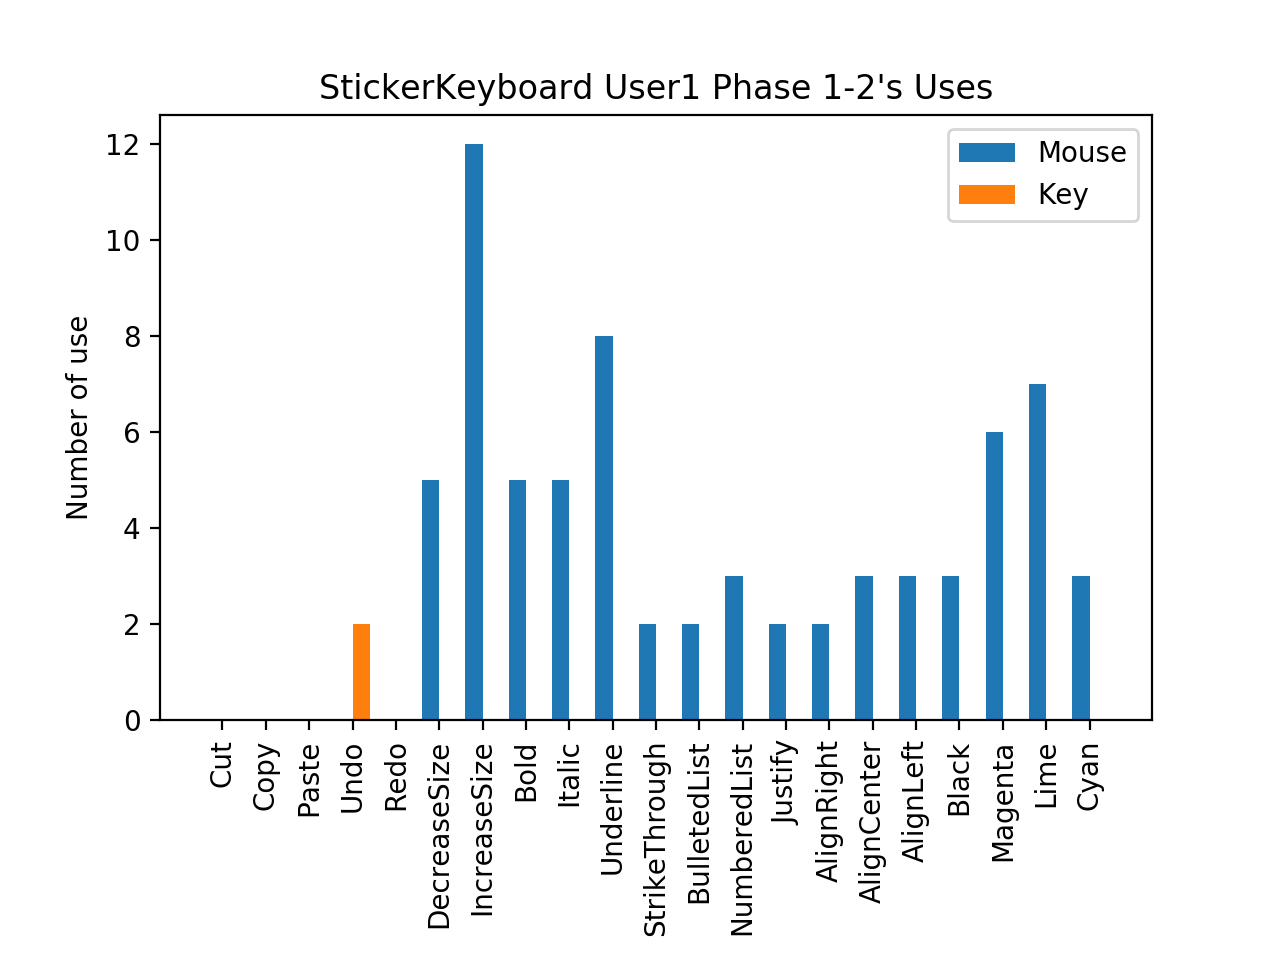 StickerKeyboard User1 Phase 1-2's Uses
Mouse
Key
Number of use
12
10
8
6
4
2
0
Cut
Copy
Paste
Undo
Redo
DecreaseSize
IncreaseSize
Bold
Italic
Underline
StrikeThrough
BulletedList
NumberedList
Justify
AlignRight
AlignCenter
AlignLeft
Black
Magenta
Lime
Cyan